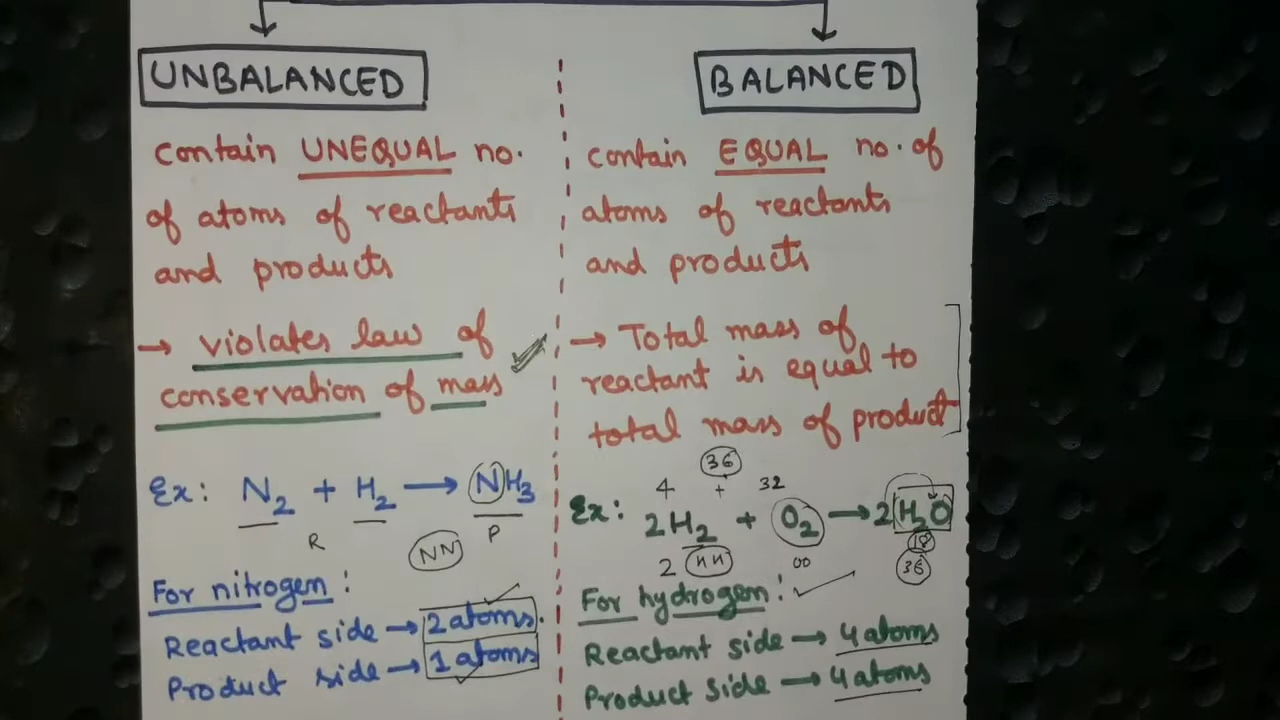 UNBALANCED
contain UNEQUAL no.
of atoms of reactants
and products
→ violates law of
conservation of mass
Ex: N₂ + H₂ → NH₃
R
NN
P
For nitrogen:
Reactant side → 2 atoms.
Product side → 1 atoms
BALANCED
contain EQUAL no. of
atoms of reactants
and products
→ Total mass of
reactant is equal to
total mass of product
36
4 + 32
Ex: 2H₂ + O₂ → 2H₂O
2 HH OO 18
36
For hydrogen:
Reactant side → 4 atoms
Product side → 4 atoms